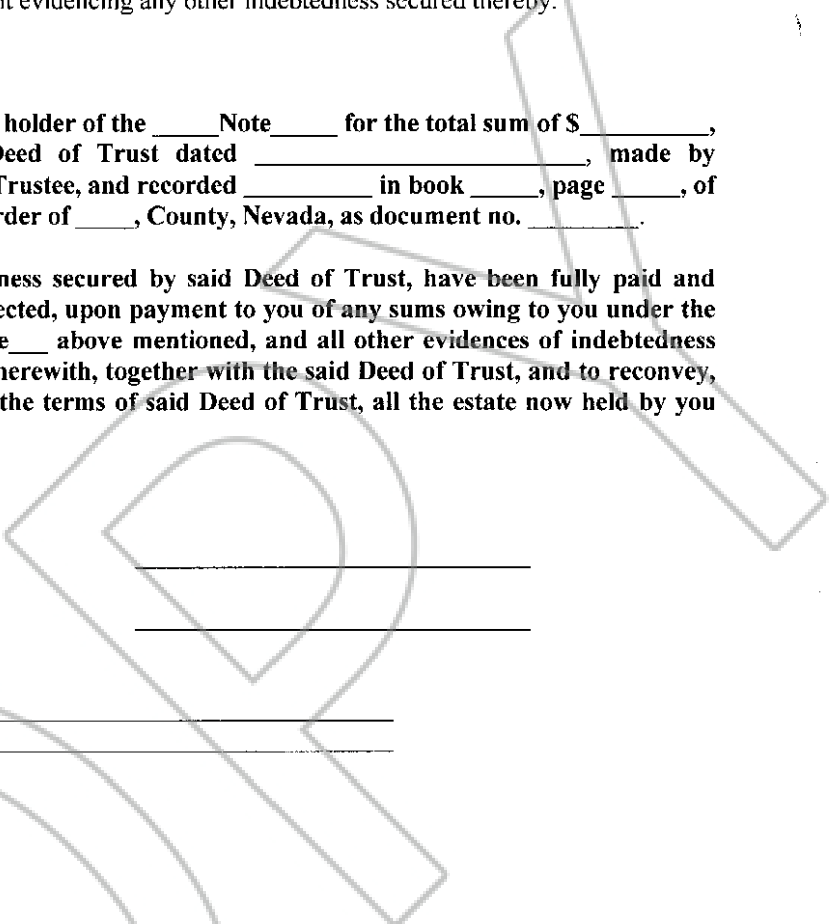 nt evidencing any other indebtedness secured thereby.
holder of the _____Note_____ for the total sum of $__________,
Deed of Trust dated _________________________, made by
Trustee, and recorded __________ in book _____, page _____, of
rder of ____, County, Nevada, as document no. ________.
ness secured by said Deed of Trust, have been fully paid and
ected, upon payment to you of any sums owing to you under the
e___ above mentioned, and all other evidences of indebtedness
herewith, together with the said Deed of Trust, and to reconvey,
the terms of said Deed of Trust, all the estate now held by you
PY